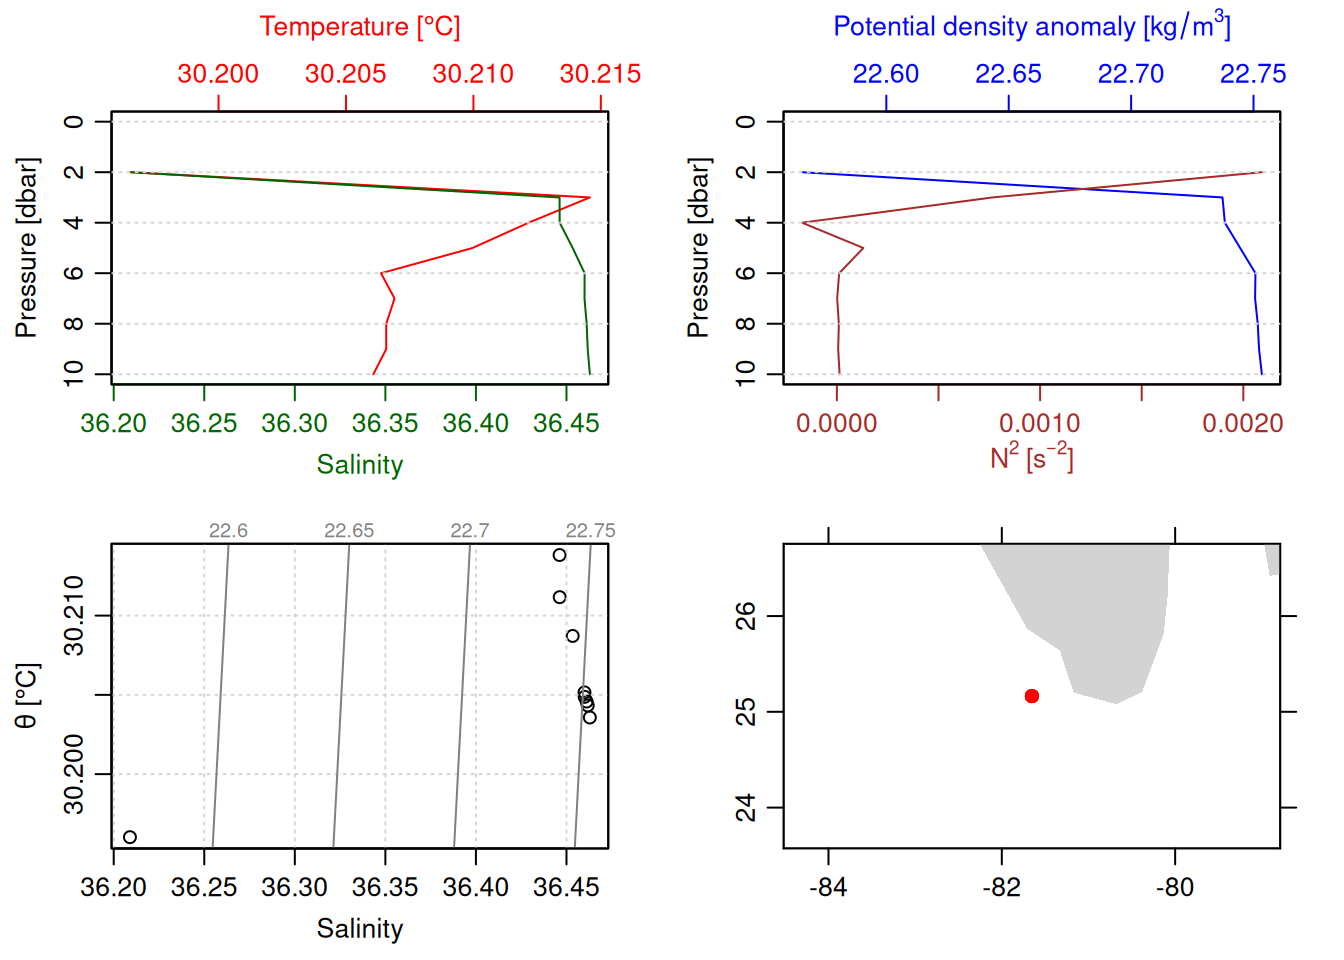 Temperature [°C]
30.200 30.205 30.210 30.215
Pressure [dbar]
0
2
4
6
8
10
36.20 36.25 36.30 36.35 36.40 36.45
Salinity
Potential density anomaly [kg/m³]
22.60 22.65 22.70 22.75
Pressure [dbar]
0
2
4
6
8
10
0.0000 0.0010 0.0020
N² [s⁻²]
22.6 22.65 22.7 22.75
θ [°C]
30.210
30.200
36.20 36.25 36.30 36.35 36.40 36.45
Salinity
26
25
24
-84 -82 -80